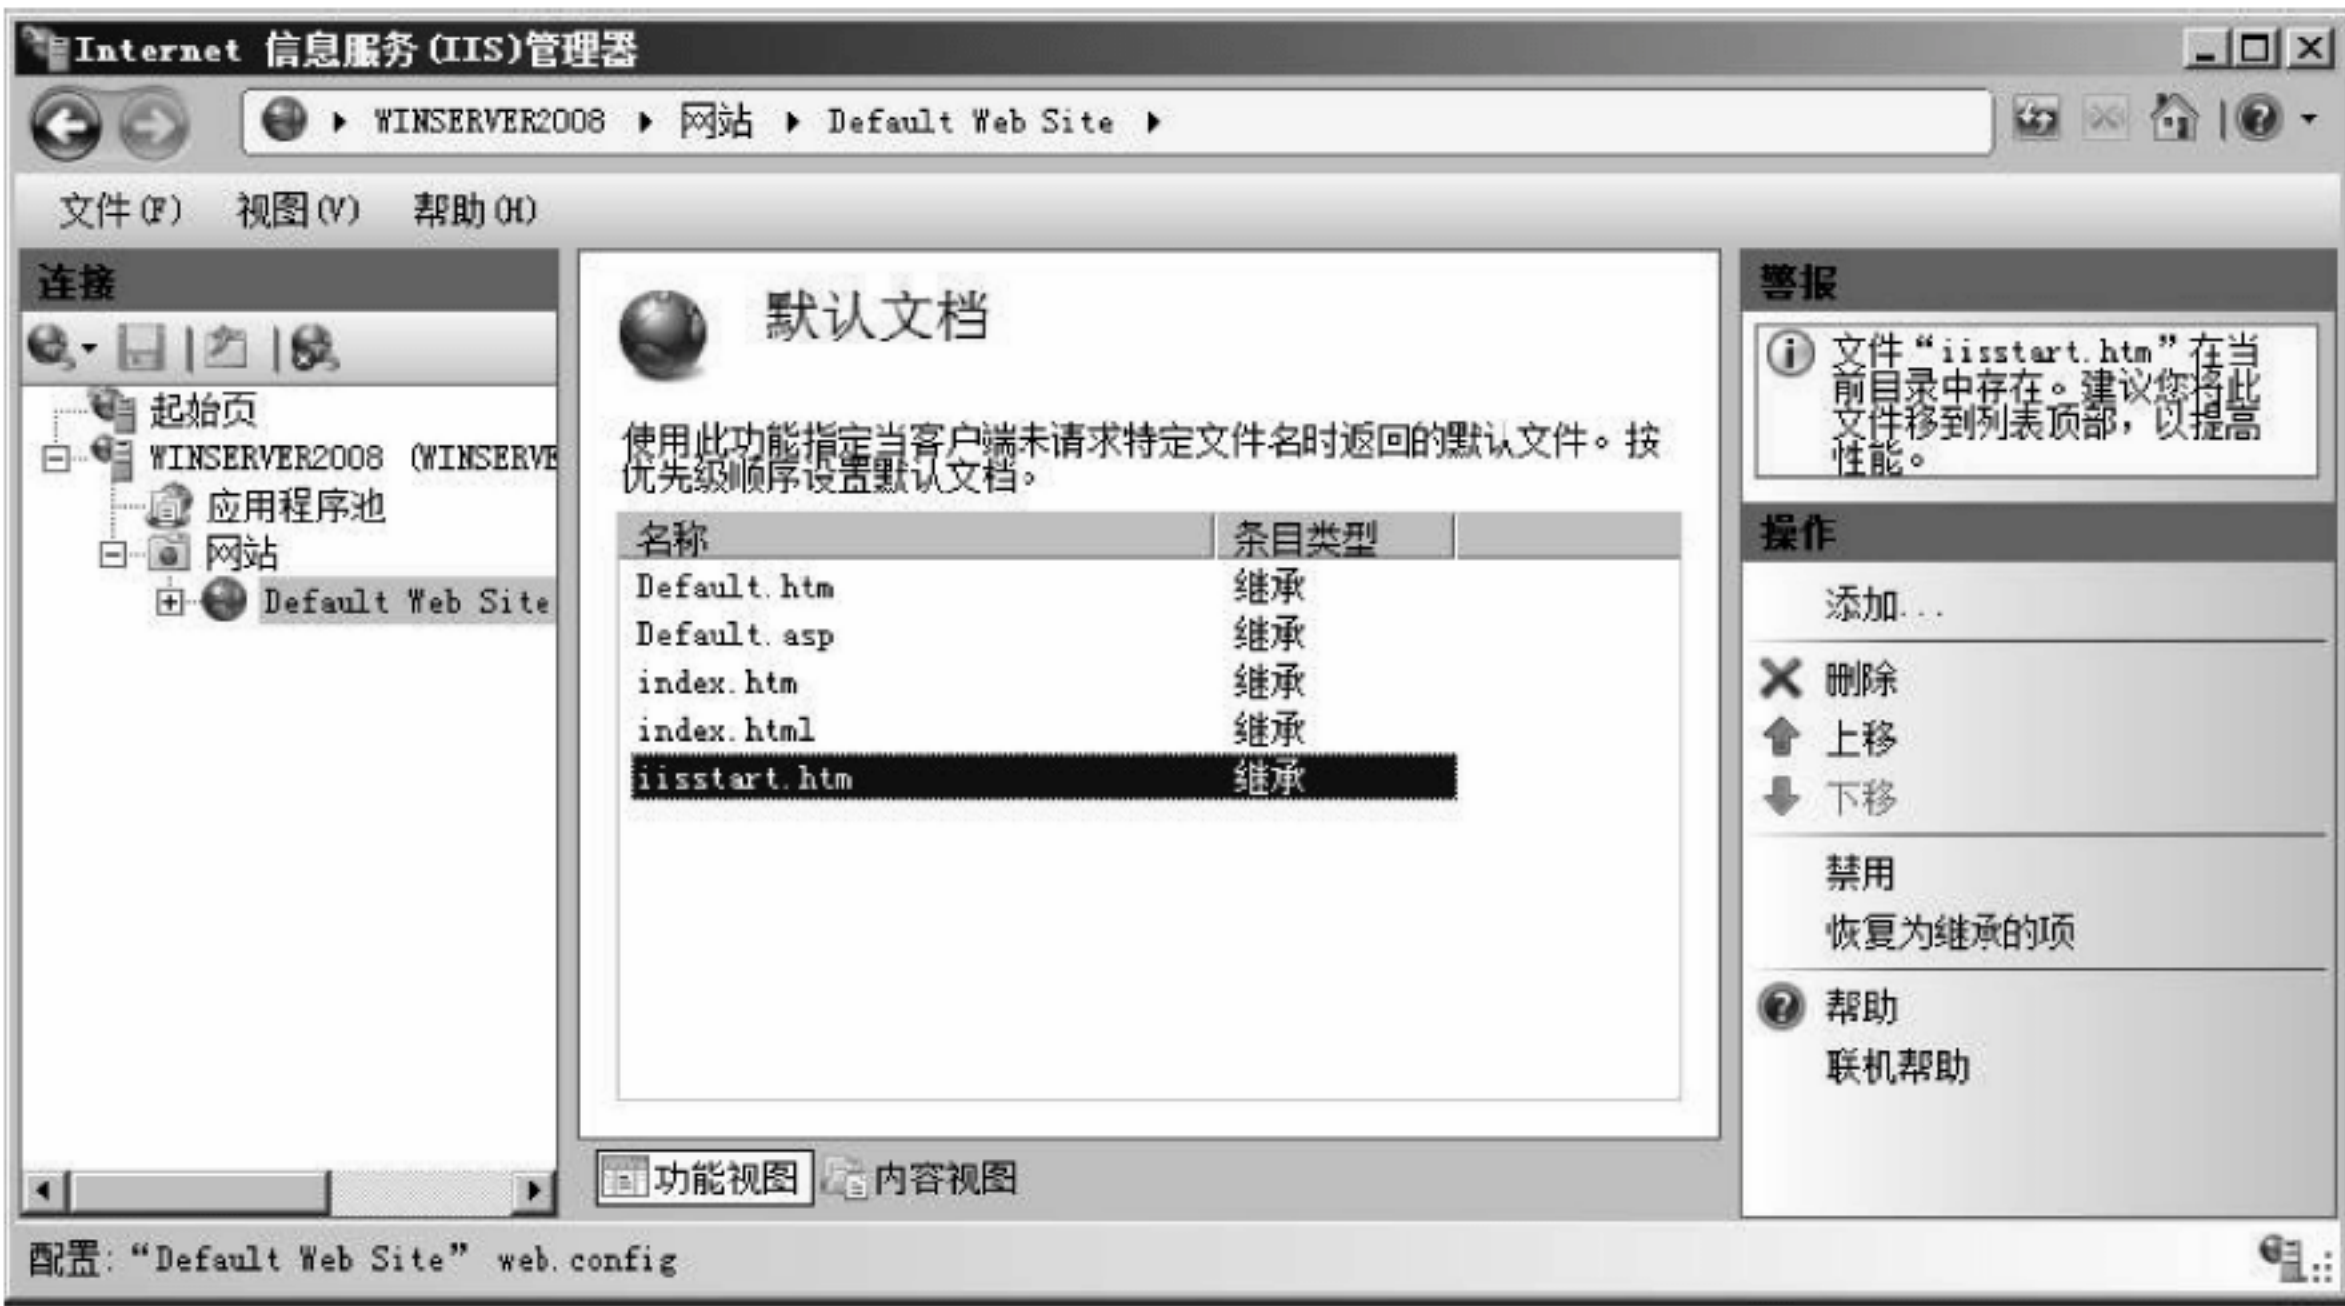 Internet 信息服务(IIS)管理器
WINSERVER2008 网站 Default Web Site
文件(F) 视图(V) 帮助(H)
连接
起始页
WINSERVER2008 (WINSERVE
应用程序池
网站
Default Web Site
默认文档
使用此功能指定当客户端未请求特定文件名时返回的默认文件。按
优先级顺序设置默认文档。
名称 条目类型
Default.htm 继承
Default.asp 继承
index.htm 继承
index.html 继承
iisstart.htm 继承
功能视图 内容视图
警报
文件“iisstart.htm”在当
前目录中存在。建议您将此
文件移到列表顶部，以提高
性能。
操作
添加...
删除
上移
下移
禁用
恢复为继承的项
帮助
联机帮助
配置:“Default Web Site” web.config